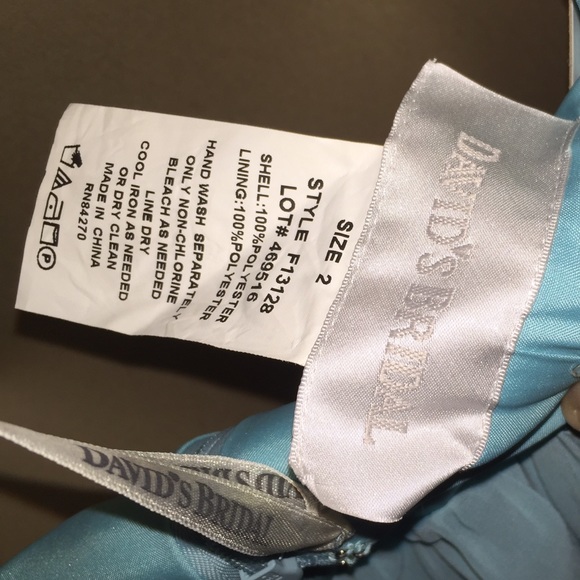 SIZE 2
STYLE F13128
LOT# 469516
SHELL:100%POLYESTER
LINING:100%POLYESTER
HAND WASH SEPARATELY
ONLY NON-CHLORINE
BLEACH AS NEEDED
LINE DRY
COOL IRON AS NEEDED
OR DRY CLEAN
MADE IN CHINA
RN84270
P
DAVID'S BRIDAL
DAVID'S BRIDAL